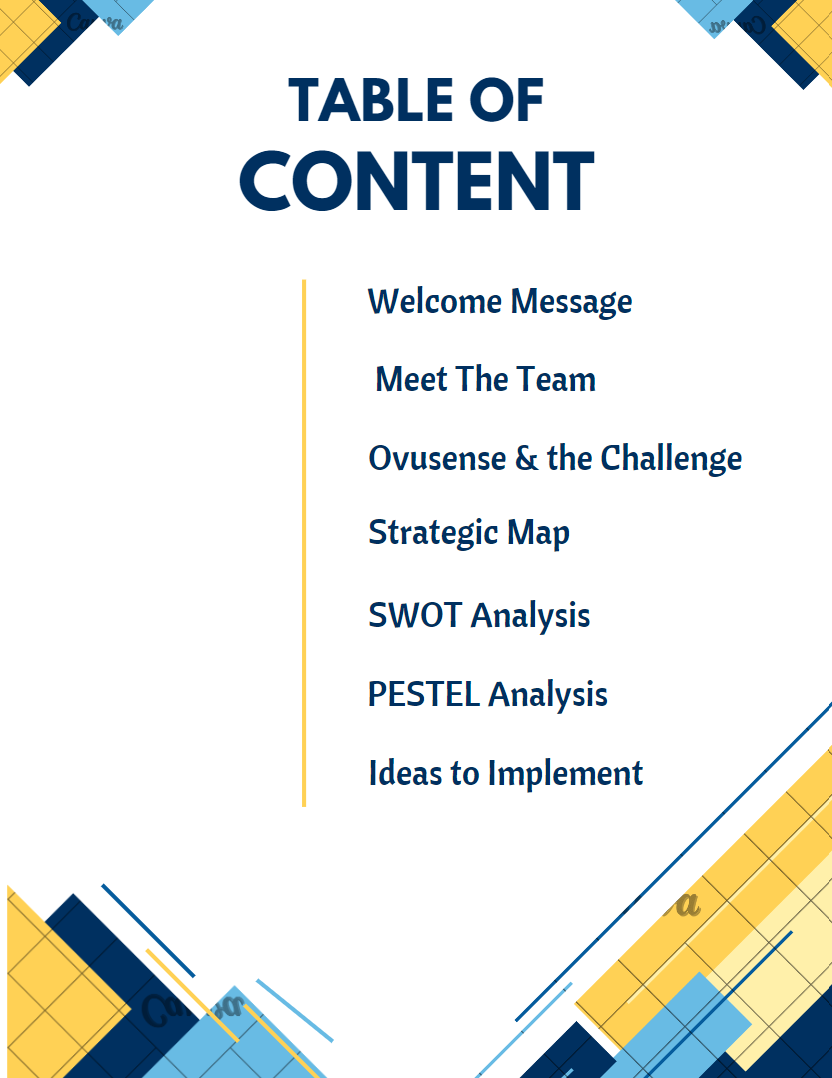 TABLE OF
CONTENT
Welcome Message
Meet The Team
Ovusense & the Challenge
Strategic Map
SWOT Analysis
PESTEL Analysis
Ideas to Implement